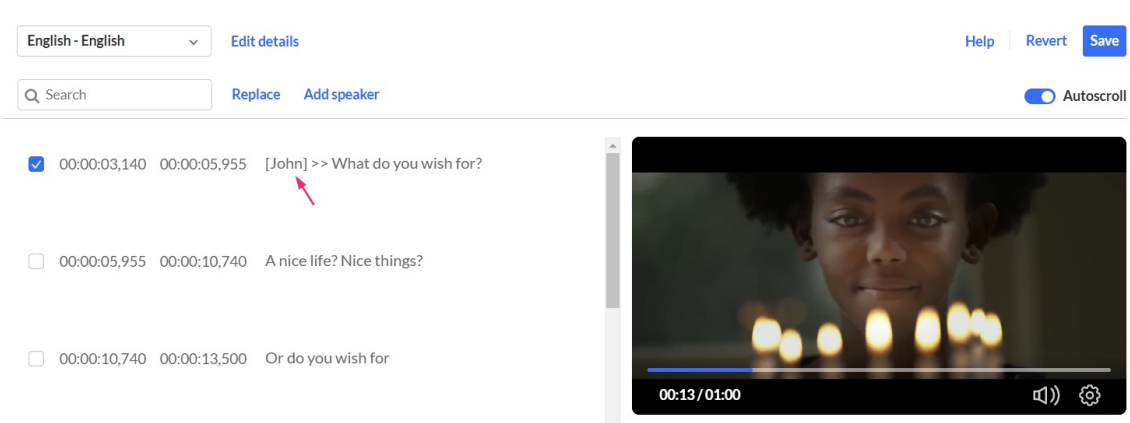 English - English Edit details Help Revert Save
Search Replace Add speaker Autoscroll
00:00:03,140 00:00:05,955 [John] >> What do you wish for?
00:00:05,955 00:00:10,740 A nice life? Nice things?
00:00:10,740 00:00:13,500 Or do you wish for
00:13 / 01:00